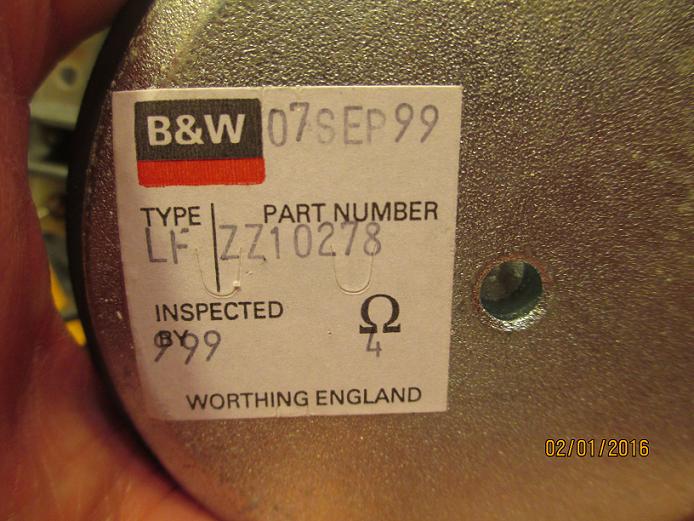 B&W 07SEP99
TYPE PART NUMBER
LF ZZ10278
INSPECTED
BY Ω
999 4
WORTHING ENGLAND
02/01/2016